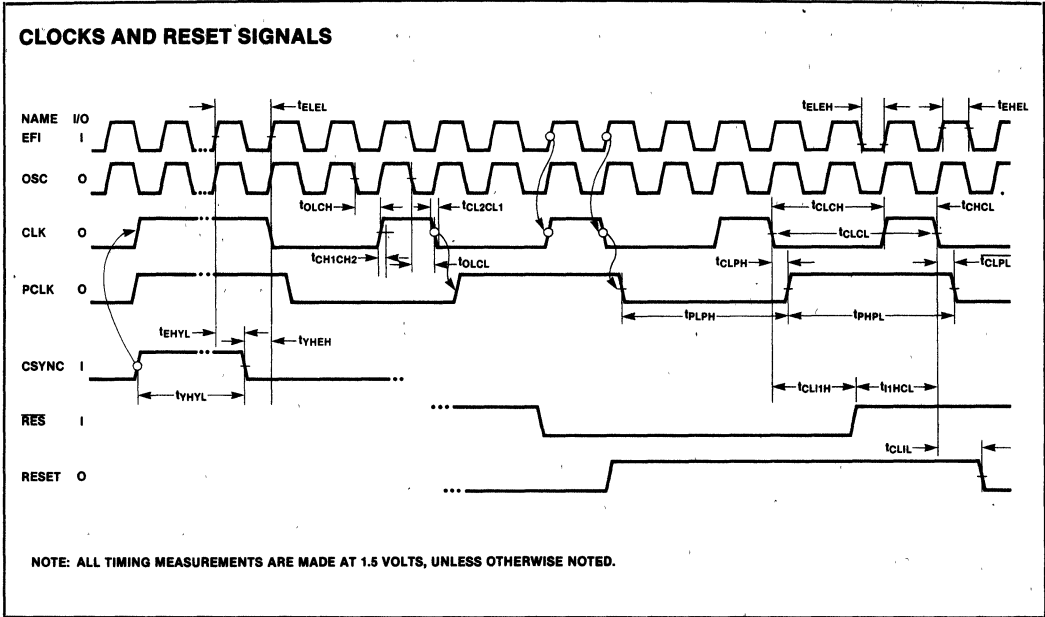 CLOCKS AND RESET SIGNALS
NAME I/O
tELEL
tELEH
tEHEL
EFI I
OSC O
tOLCH
tCL2CL1
tCLCH
tCHCL
CLK O
tCLCL
tCH1CH2
tOLCL
tCLPH
tCLPL
PCLK O
tPLPH
tPHPL
tEHYL
tYHEH
CSYNC I
tYHYL
tCLI1H
tI1HCL
RES I
tCLIL
RESET O
NOTE: ALL TIMING MEASUREMENTS ARE MADE AT 1.5 VOLTS, UNLESS OTHERWISE NOTED.